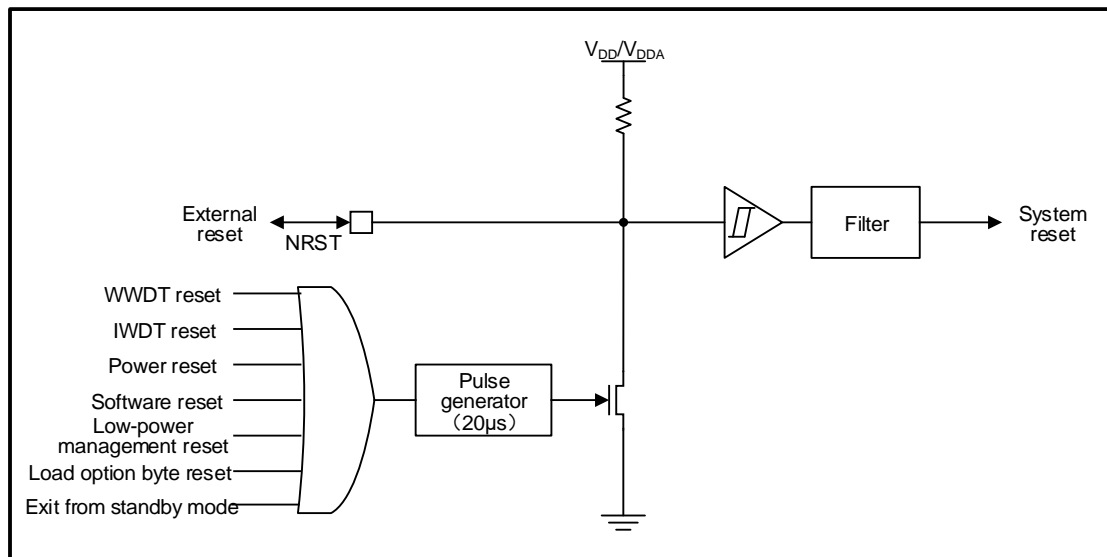 VDD/VDDA
External
reset
NRST
Filter
System
reset
WWDT reset
IWDT reset
Power reset
Software reset
Low-power
management reset
Load option byte reset
Exit from standby mode
Pulse
generator
（20μs）